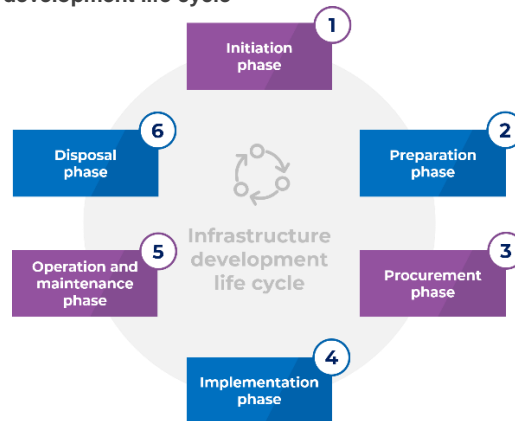 development life cycle
1
Initiation
phase
6
Disposal
phase
2
Preparation
phase
Infrastructure
development
life cycle
5
Operation and
maintenance
phase
3
Procurement
phase
4
Implementation
phase